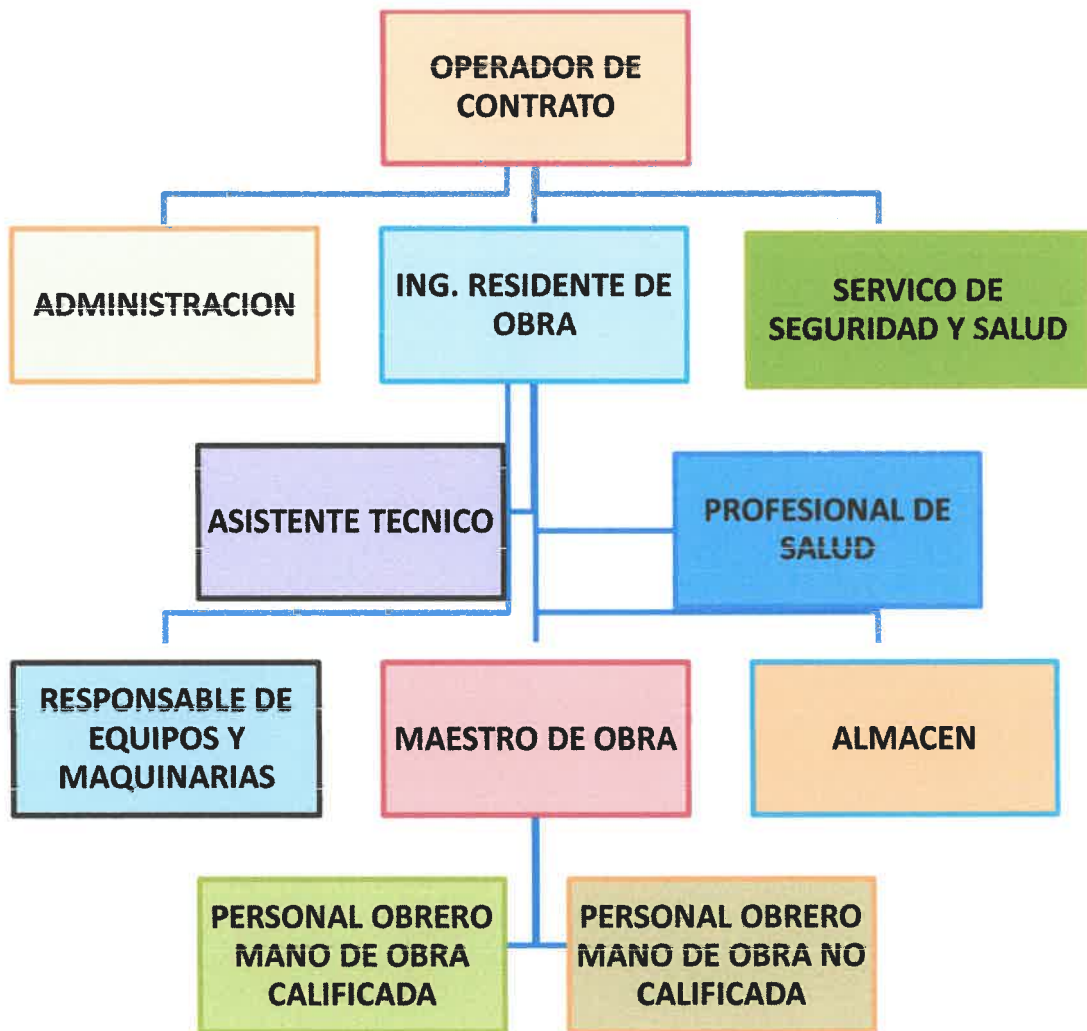 OPERADOR DE
CONTRATO
ADMINISTRACION
ING. RESIDENTE DE
OBRA
SERVICO DE
SEGURIDAD Y SALUD
ASISTENTE TECNICO
PROFESIONAL DE
SALUD
RESPONSABLE DE
EQUIPOS Y
MAQUINARIAS
MAESTRO DE OBRA
ALMACEN
PERSONAL OBRERO
MANO DE OBRA
CALIFICADA
PERSONAL OBRERO
MANO DE OBRA NO
CALIFICADA